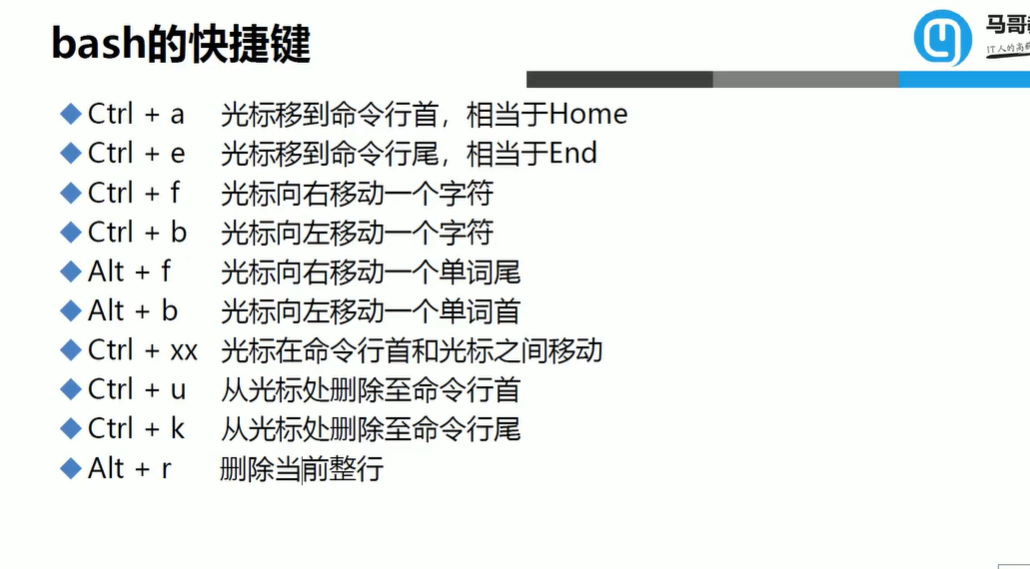 bash的快捷键
马哥
IT人的高
Ctrl + a 光标移到命令行首，相当于Home
Ctrl + e 光标移到命令行尾，相当于End
Ctrl + f 光标向右移动一个字符
Ctrl + b 光标向左移动一个字符
Alt + f 光标向右移动一个单词尾
Alt + b 光标向左移动一个单词首
Ctrl + xx 光标在命令行首和光标之间移动
Ctrl + u 从光标处删除至命令行首
Ctrl + k 从光标处删除至命令行尾
Alt + r 删除当前整行